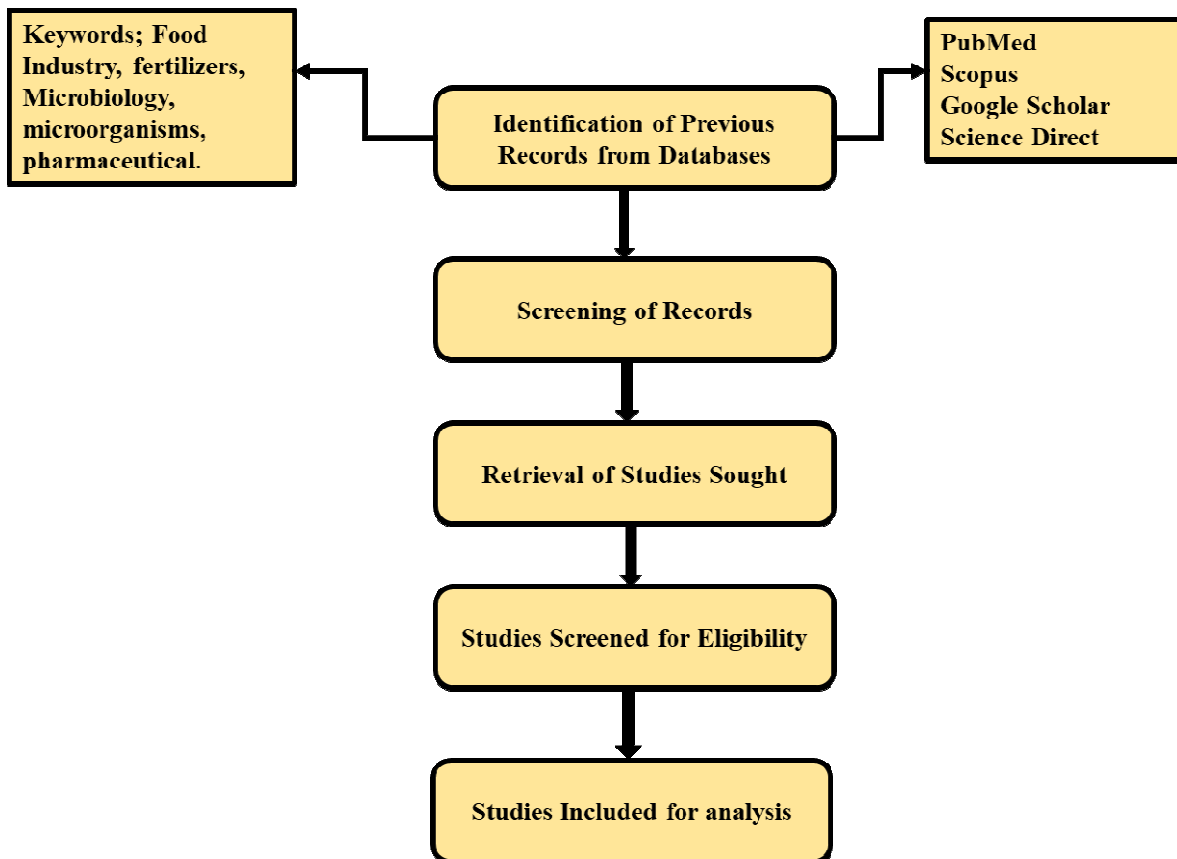 Keywords; Food
Industry, fertilizers,
Microbiology,
microorganisms,
pharmaceutical.
PubMed
Scopus
Google Scholar
Science Direct
Identification of Previous
Records from Databases
Screening of Records
Retrieval of Studies Sought
Studies Screened for Eligibility
Studies Included for analysis